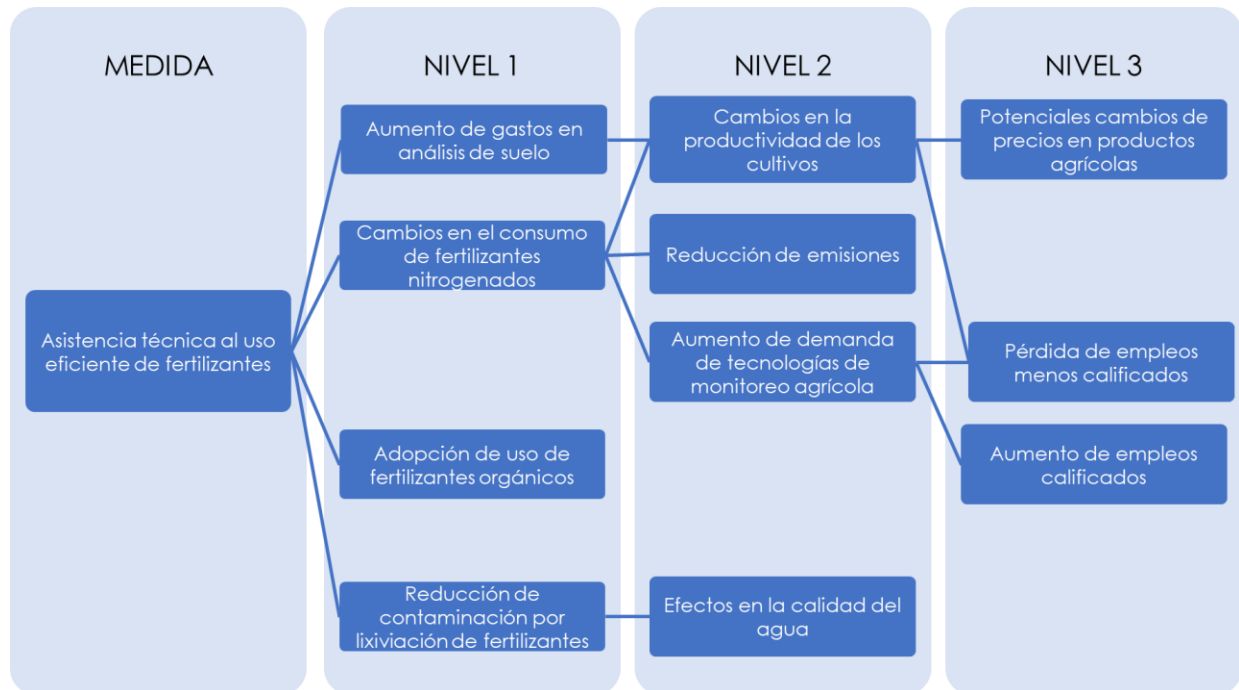 MEDIDA
NIVEL 1
NIVEL 2
NIVEL 3
Asistencia técnica al uso
eficiente de fertilizantes
Aumento de gastos en
análisis de suelo
Cambios en el consumo
de fertilizantes
nitrogenados
Adopción de uso de
fertilizantes orgánicos
Reducción de
contaminación por
lixiviación de fertilizantes
Cambios en la
productividad de los
cultivos
Reducción de emisiones
Aumento de demanda
de tecnologías de
monitoreo agrícola
Efectos en la calidad del
agua
Potenciales cambios de
precios en productos
agrícolas
Pérdida de empleos
menos calificados
Aumento de empleos
calificados